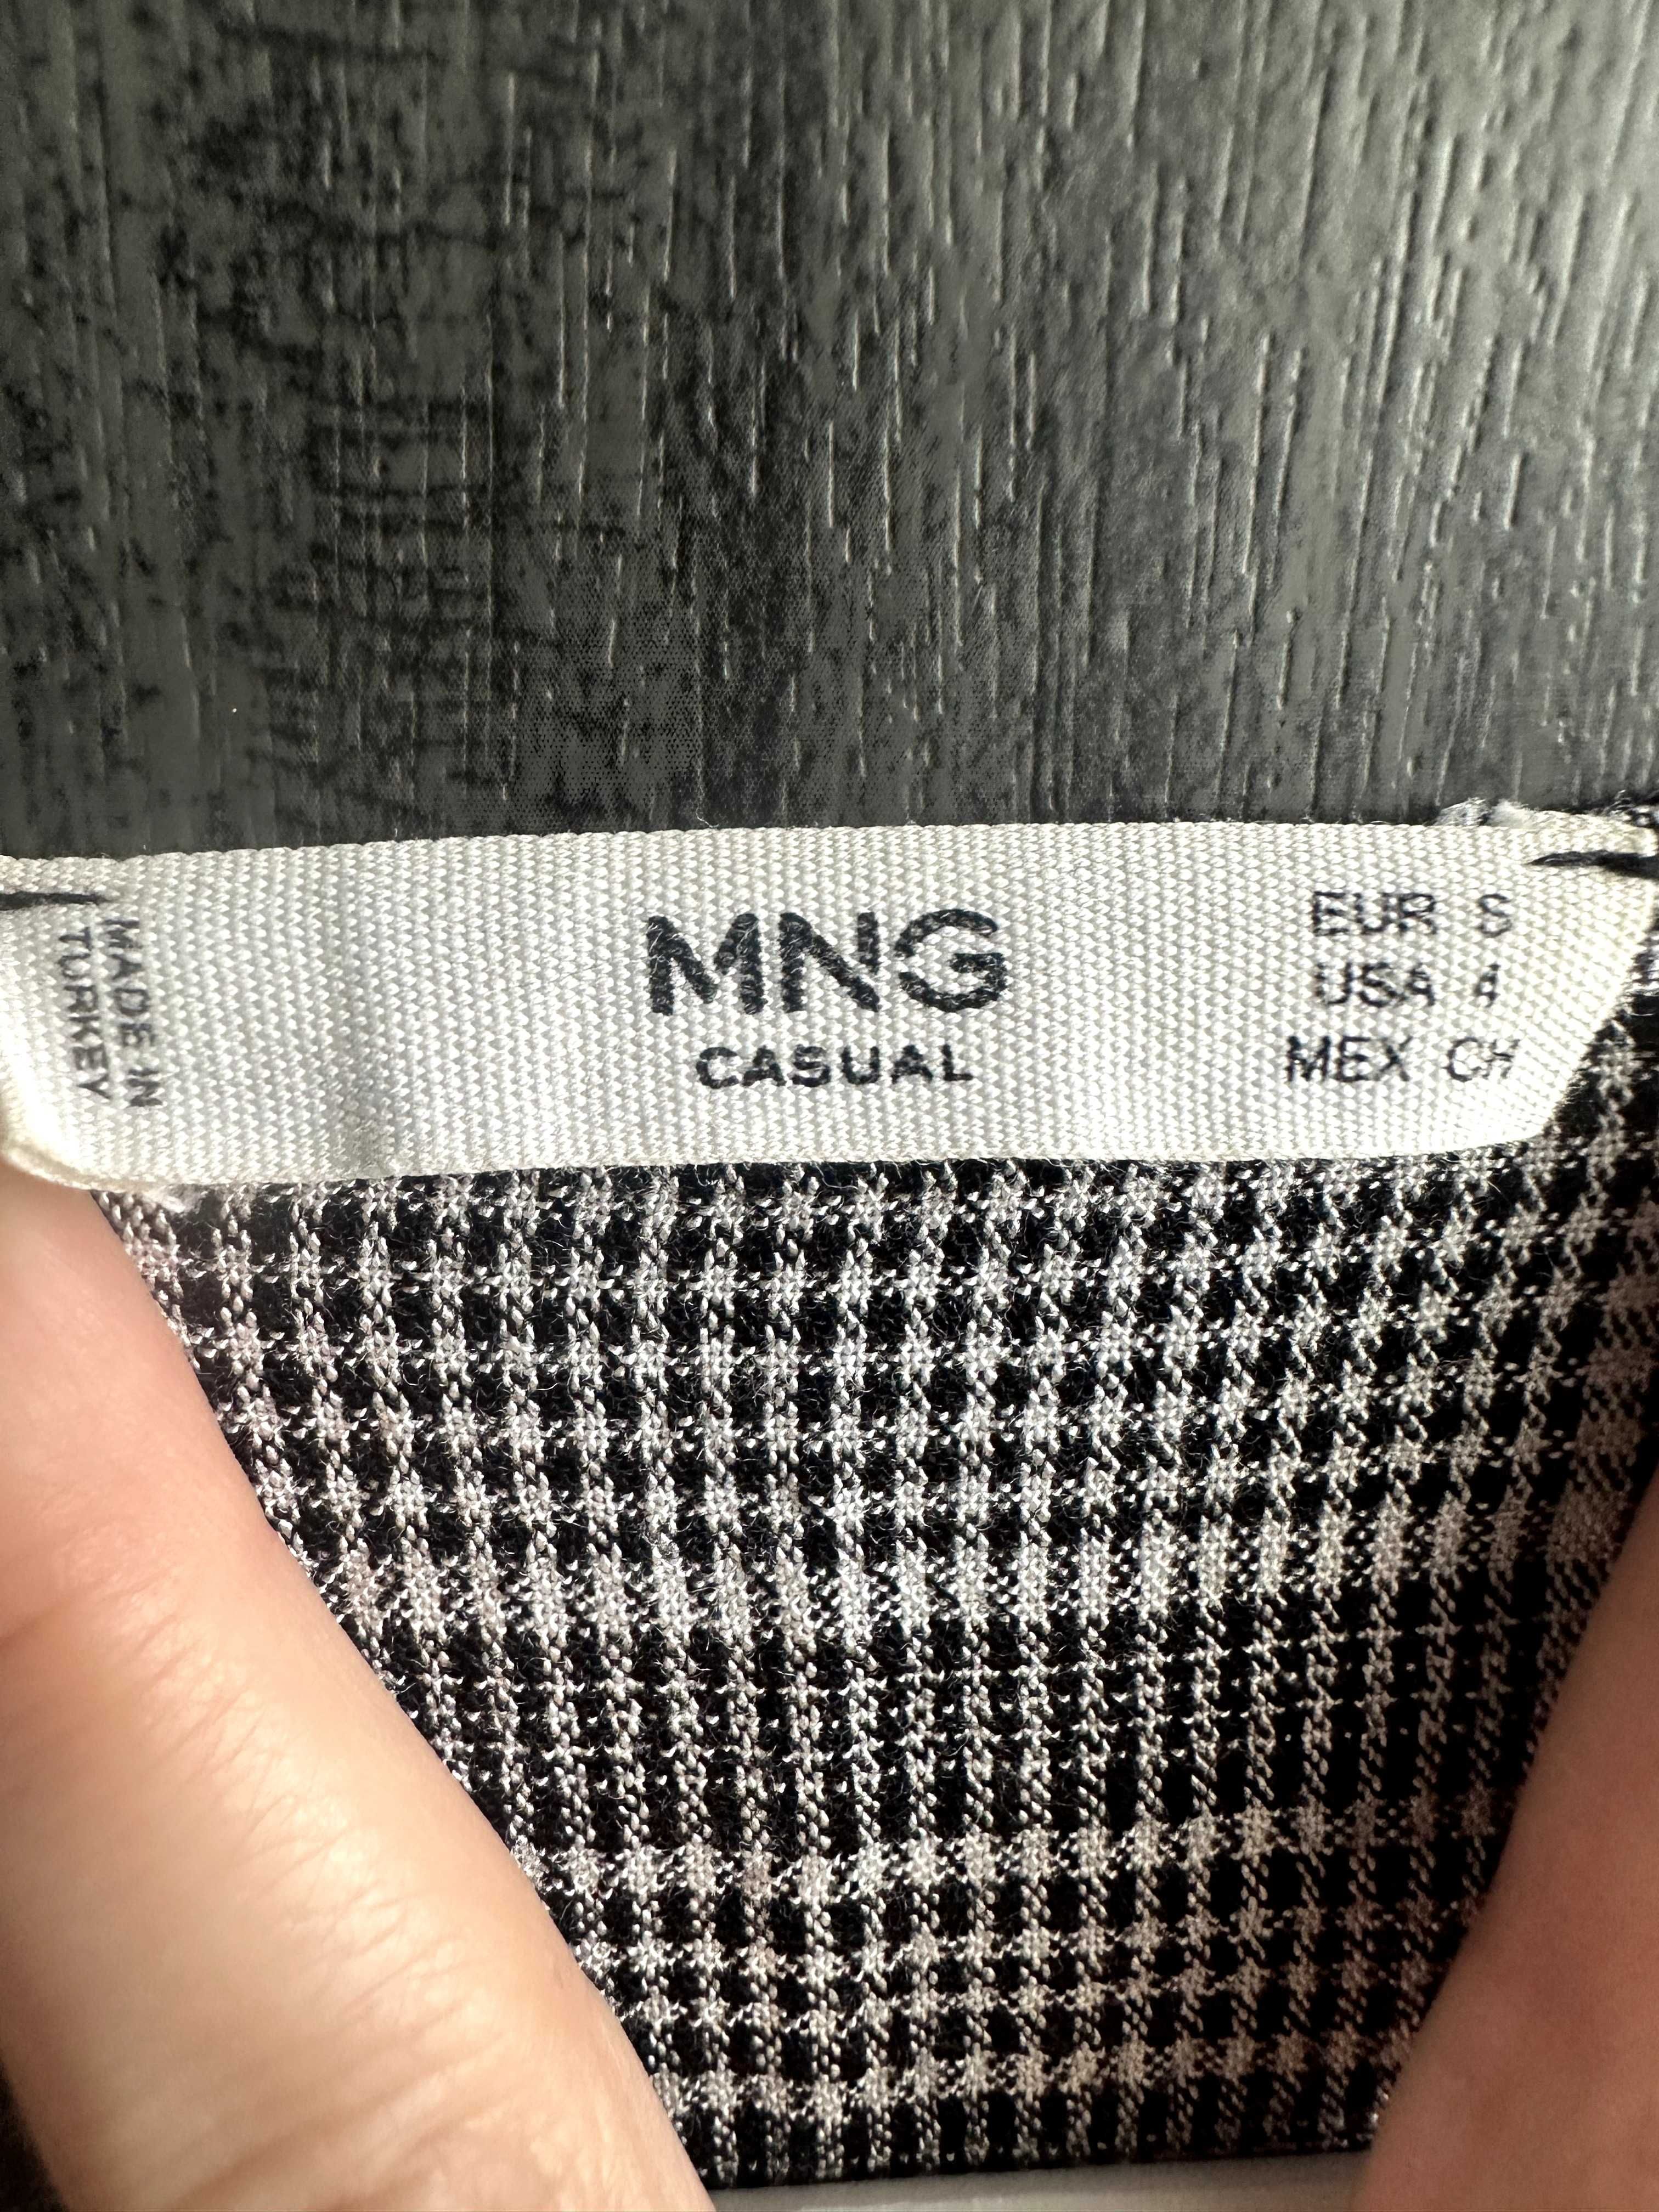 MADE IN
TURKEY
MNG
CASUAL
EUR S
USA 4
MEX CH